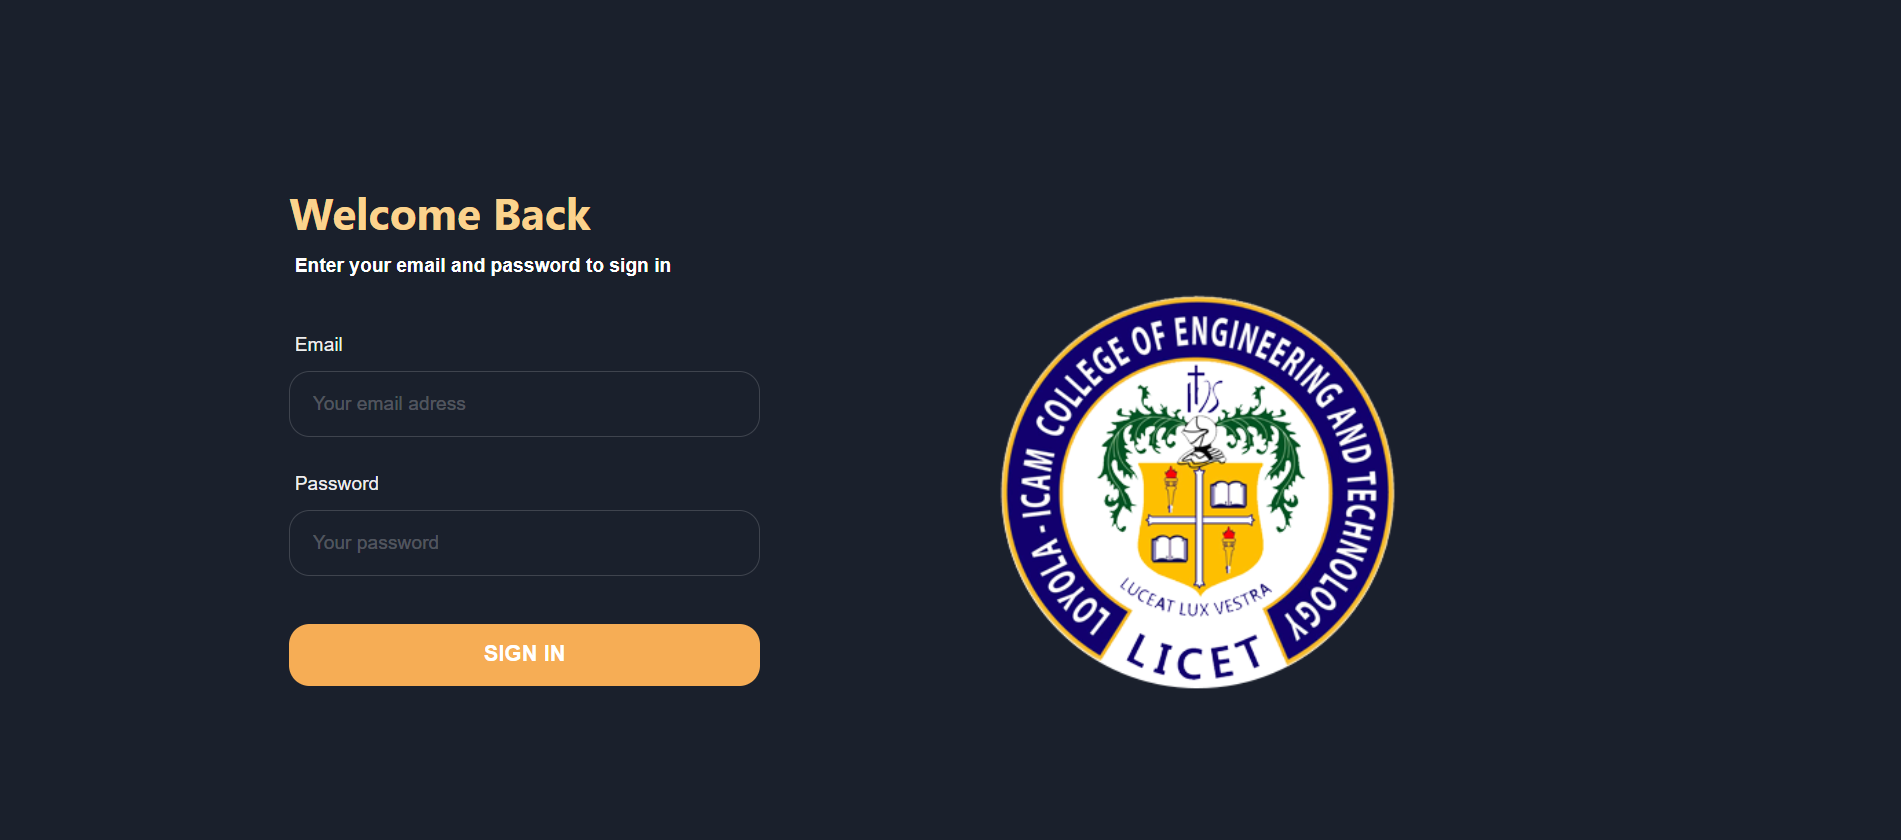 Welcome Back
Enter your email and password to sign in
Email
Your email adress
Password
Your password
SIGN IN
LOYOLA - ICAM COLLEGE OF ENGINEERING AND TECHNOLOGY
LUCEAT LUX VESTRA
LICET